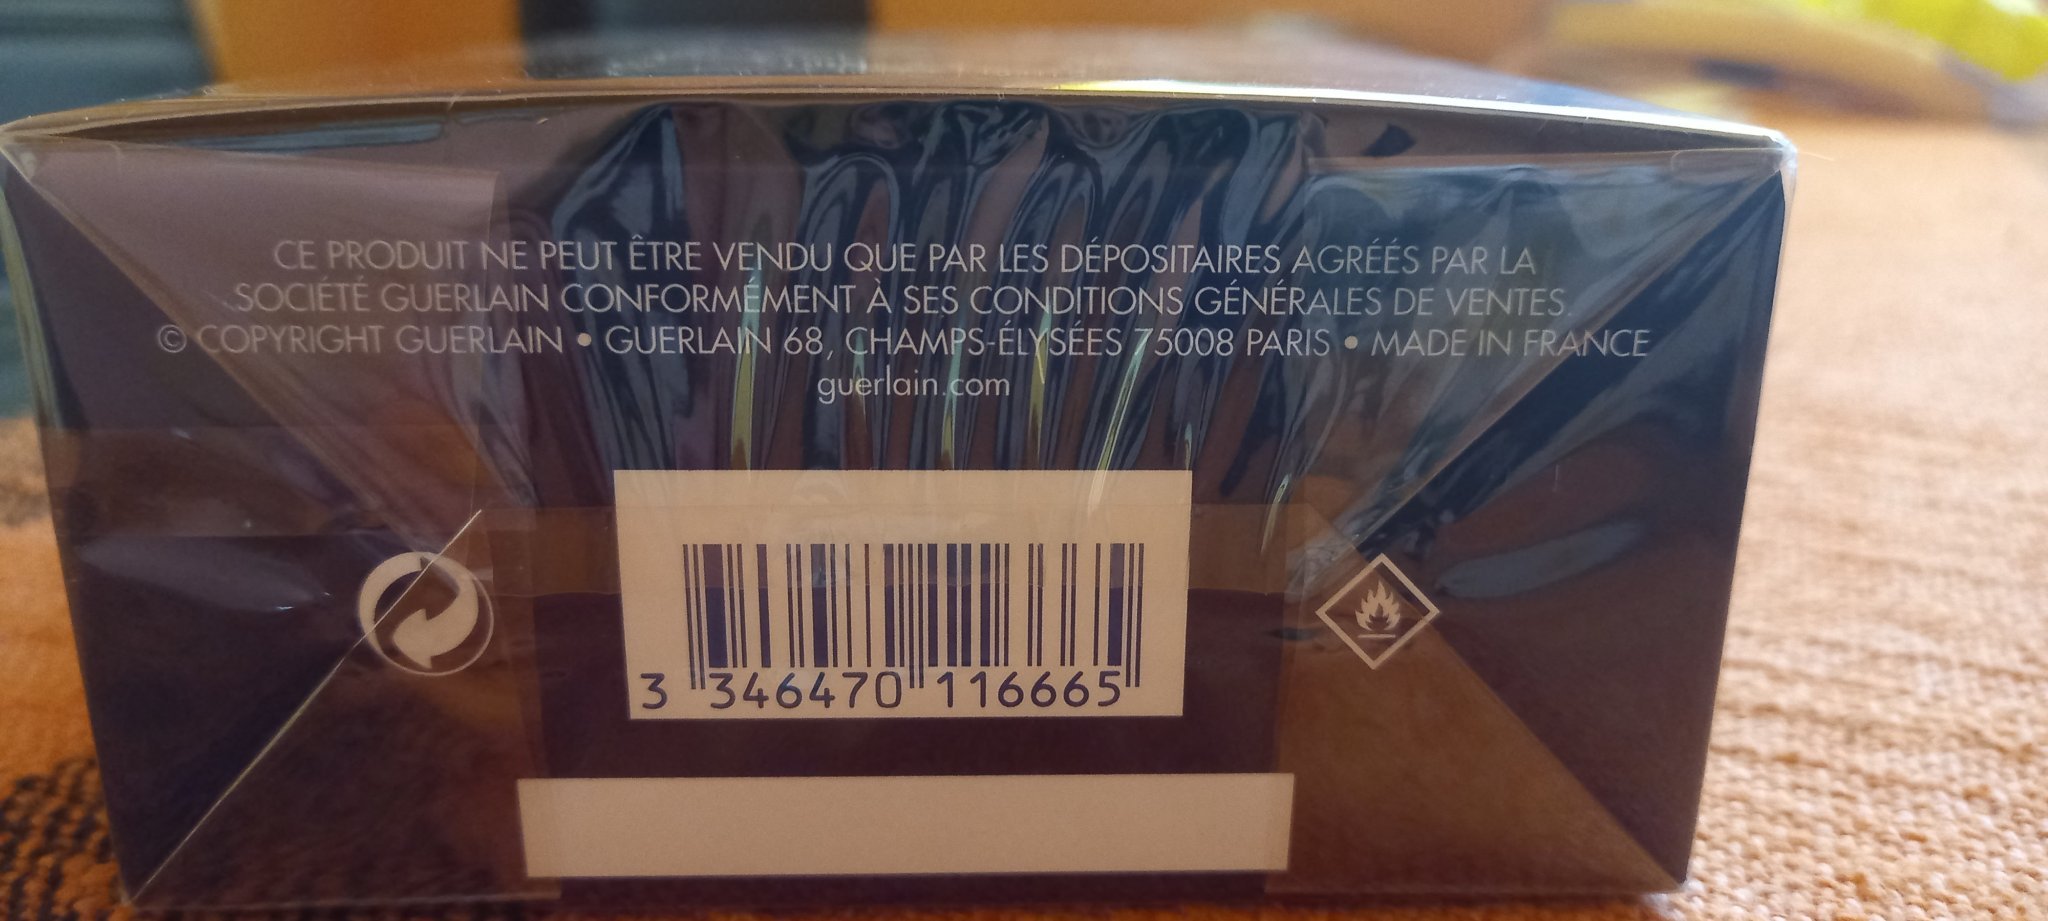 CE PRODUIT NE PEUT ÊTRE VENDU QUE PAR LES DÉPOSITAIRES AGRÉÉS PAR LA
SOCIÉTÉ GUERLAIN CONFORMÉMENT À SES CONDITIONS GÉNÉRALES DE VENTES.
© COPYRIGHT GUERLAIN • GUERLAIN 68, CHAMPS-ÉLYSÉES 75008 PARIS • MADE IN FRANCE
guerlain.com
3 346470 116665